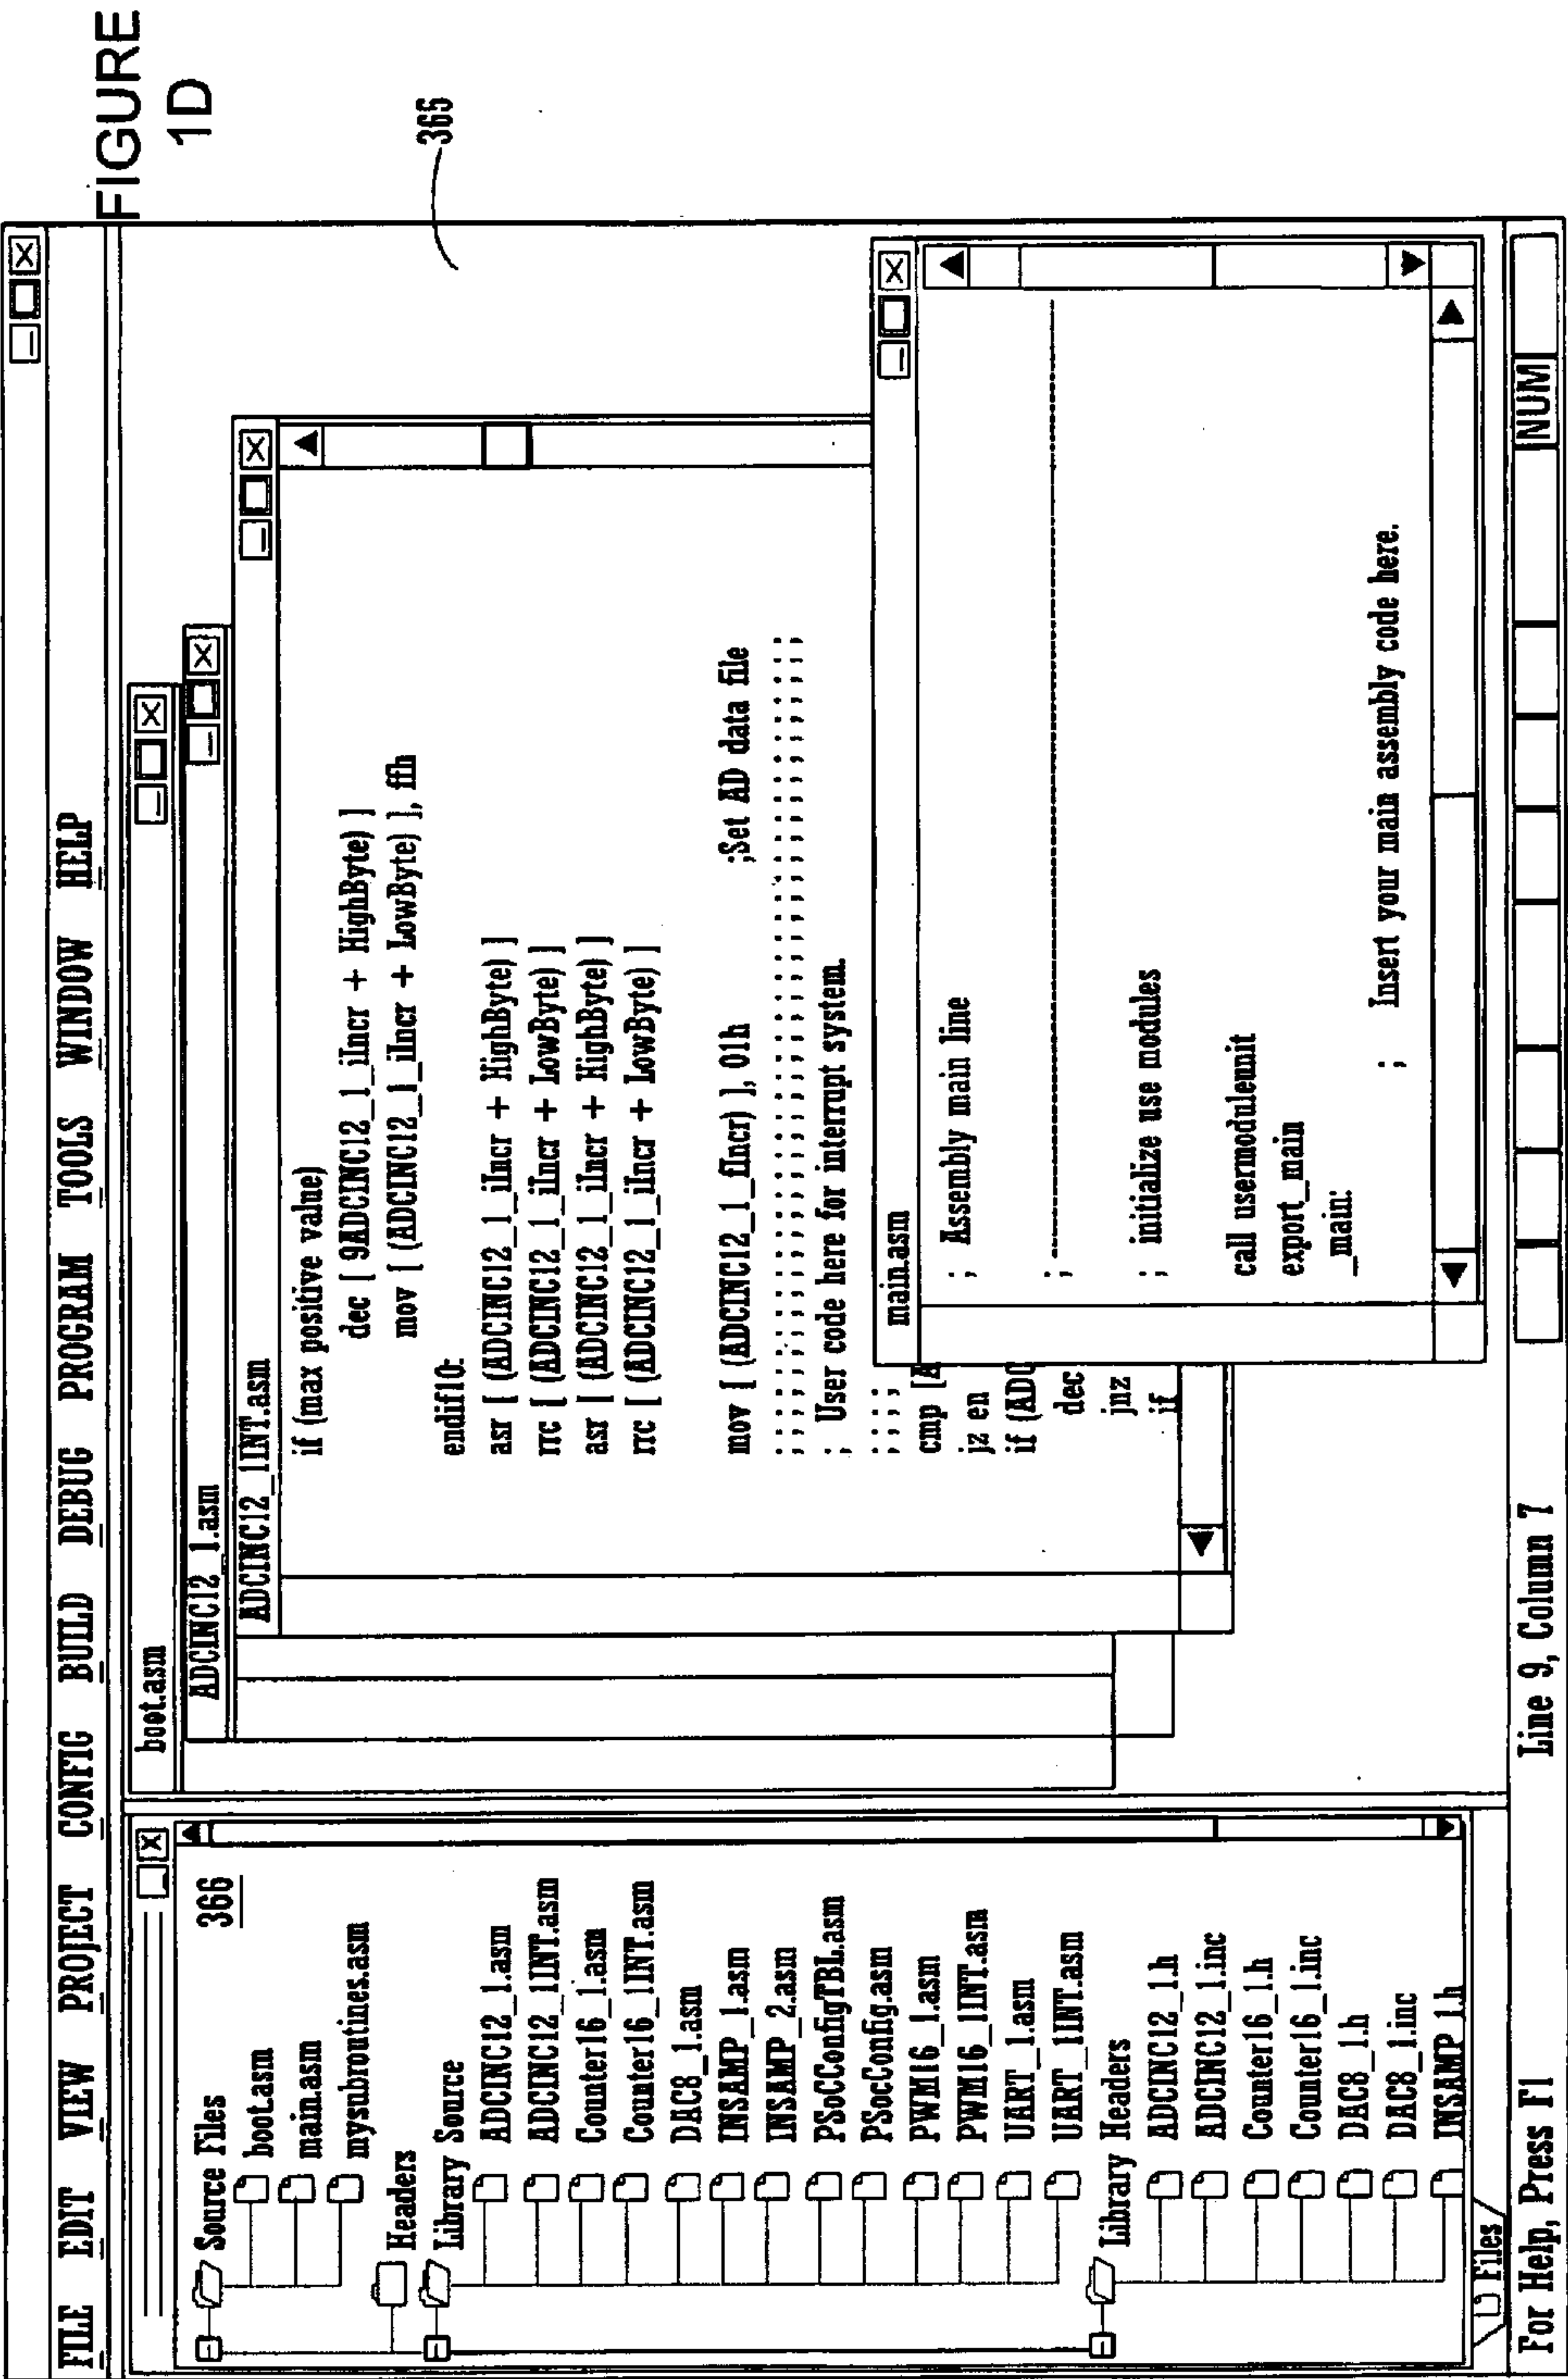 FIGURE
1D
365
FILE EDIT VIEW PROJECT CONFIG BUILD DEBUG PROGRAM TOOLS WINDOW HELP
366
Source Files
boot.asm
main.asm
mysubroutines.asm
Headers
Library Source
ADCINC12_1.asm
ADCINC12_1INT.asm
Counter16_1.asm
Counter16_1INT.asm
DAC8_1.asm
INSAMP_1.asm
INSAMP_2.asm
PSoCConfigTBL.asm
PSocConfig.asm
PWM16_1.asm
PWM16_1INT.asm
UART_1.asm
UART_1INT.asm
Library Headers
ADCINC12_1.h
ADCINC12_1.inc
Counter16_1.h
Counter16_1.inc
DAC8_1.h
DAC8_1.inc
INSAMP_1.h
Files
boot.asm
ADCINC12_1.asm
ADCINC12_1INT.asm
if (max positive value)
dec [ 9ADCINC12_1_iIncr + HighByte) ]
mov [ (ADCINC12_1_iIncr + LowByte) ], ffh
endif10:
asr [ (ADCINC12_1_iIncr + HighByte) ]
rrc [ (ADCINC12_1_iIncr + LowByte) ]
asr [ (ADCINC12_1_iIncr + HighByte) ]
rrc [ (ADCINC12_1_iIncr + LowByte) ]
mov [ (ADCINC12_1_fIncr) ], 01h ;Set AD data file
;;;;;;;;;;;;;;;;;;;;;;;;;;;;;;;;;;;;;;;;;;;;;;;;
; User code here for interrupt system.
;;;;
cmp [A
jz en
if (ADC
dec
jnz
if
main.asm
; Assembly main line
;------------------------------------------------------------
; initialize use modules
call usermoduleunit
export_main
_main:
; Insert your main assembly code here.
For Help, Press F1
Line 9, Column 7
NUM